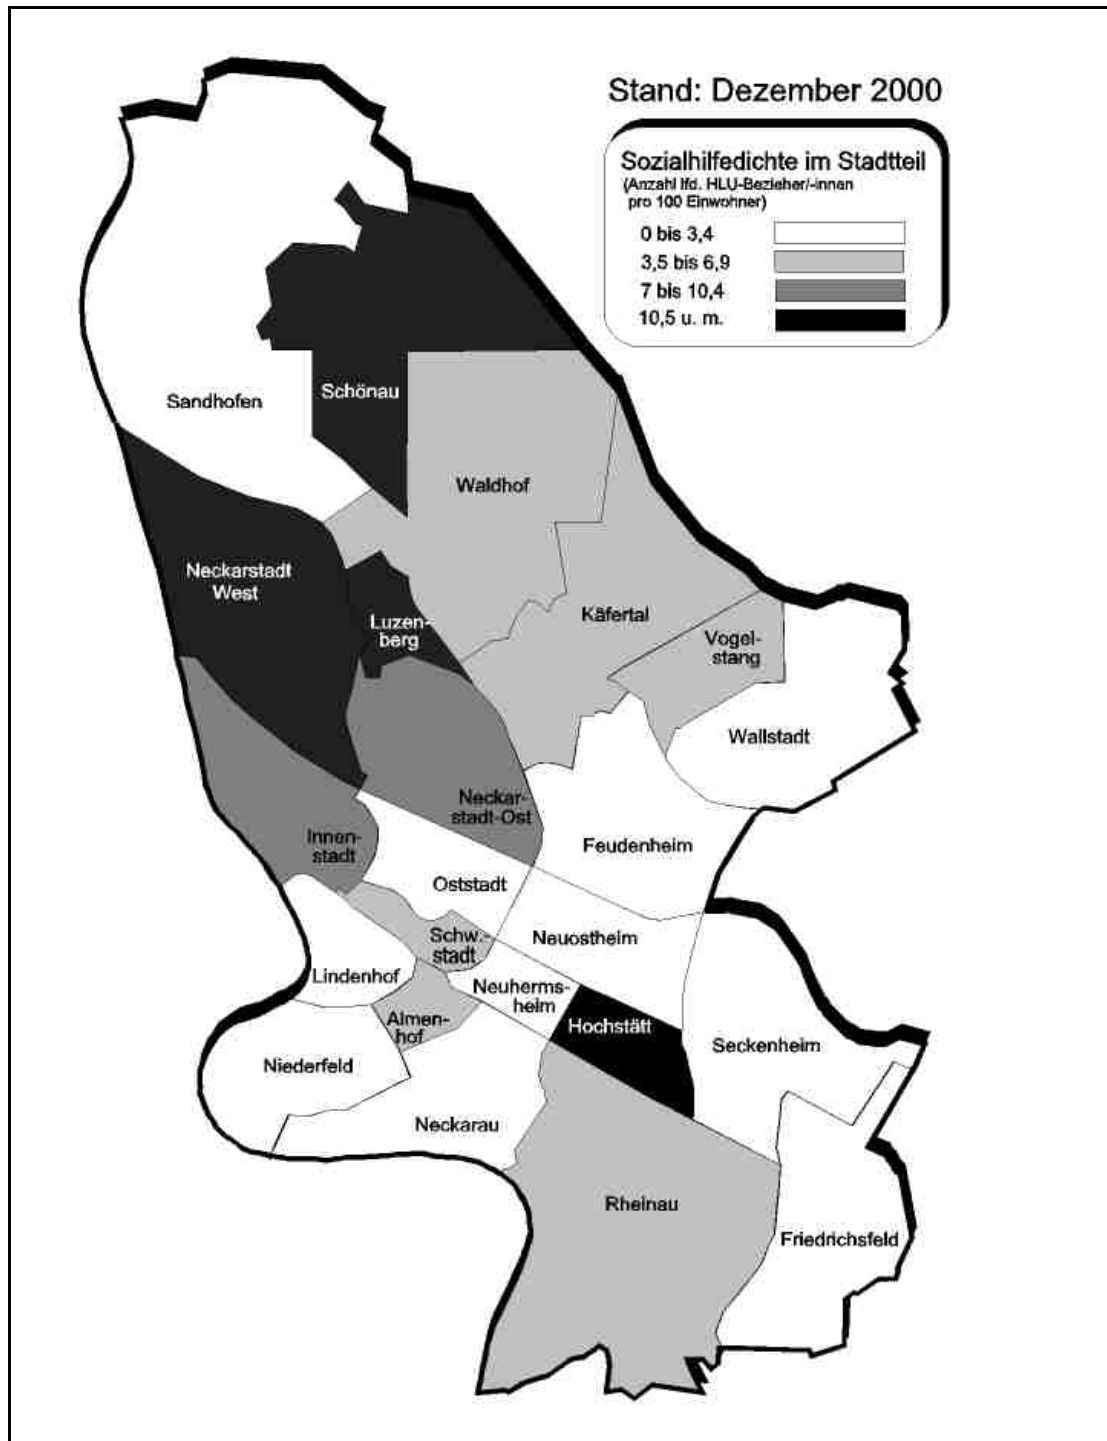 Stand: Dezember 2000
Sozialhilfedichte im Stadtteil
(Anzahl lfd. HLU-Bezieher/-innen
pro 100 Einwohner)
0 bis 3,4
3,5 bis 6,9
7 bis 10,4
10,5 u. m.
Sandhofen
Schönau
Waldhof
Neckarstadt
West
Luzen-
berg
Käfertal
Vogel-
stang
Wallstadt
Neckar-
stadt-Ost
Innen-
stadt
Feudenheim
Oststadt
Schw.-
stadt
Neuostheim
Lindenhof
Neuherms-
heim
Almen-
hof
Hochstätt
Seckenheim
Niederfeld
Neckarau
Rheinau
Friedrichsfeld